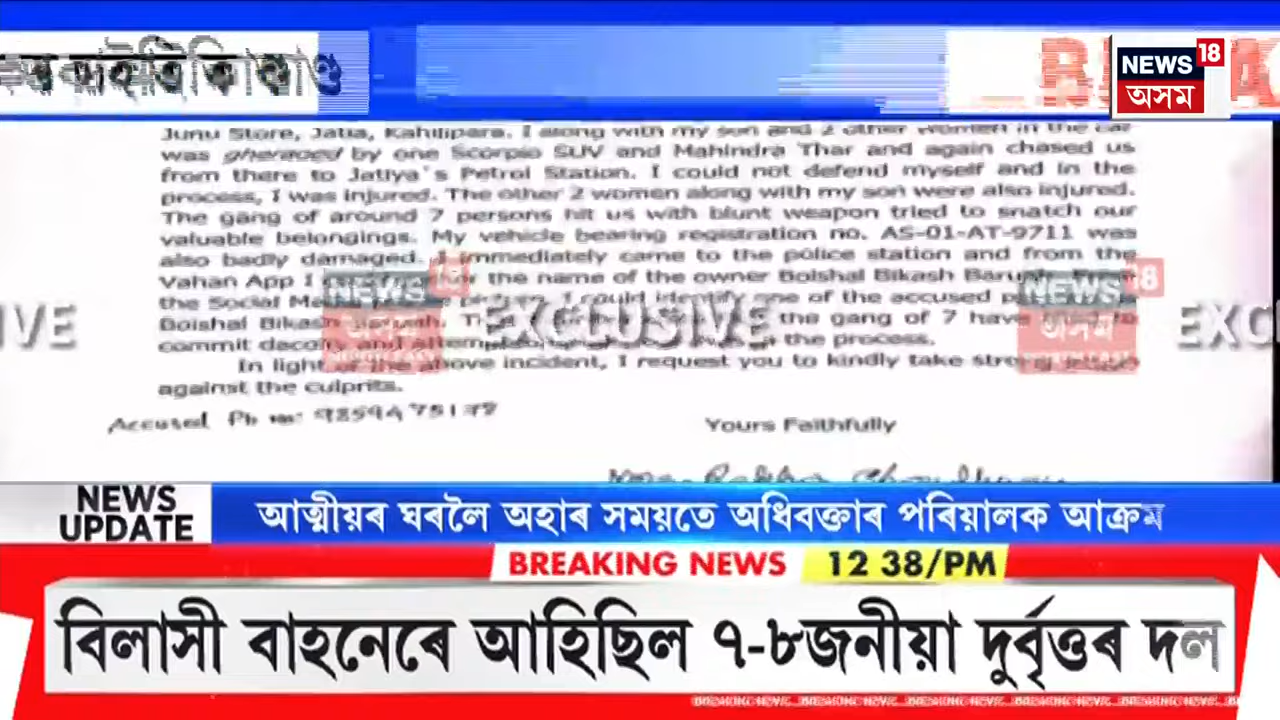 NEWS 18
অসম
Junu Store, Jatia, Kahilipara. I along with my son and 2 other women in the car
was gheraoed by one Scorpio SUV and Mahindra Thar and again chased us
from there to Jatiya's Petrol Station. I could not defend myself and in the
process, I was injured. The other 2 women along with my son were also injured.
The gang of around 7 persons hit us with blunt weapon tried to snatch our
valuable belongings. My vehicle bearing registration no. AS-01-AT-9711 was
also badly damaged. I immediately came to the police station and from the
Vahan App I the name of the owner Boishal Bikash Baruah.
the Social I could identify one of the accused
Boishal Bikash the gang of 7 have
commit and the process.
In light of the above incident, I request you to kindly take strong action
against the culprits.
EXCLUSIVE
Accused Ph no:
Yours Faithfully
NEWS
UPDATE
আত্মীয়ৰ ঘৰলৈ অহাৰ সময়তে অধিবক্তাৰ পৰিয়ালক আক্ৰম
BREAKING NEWS
12 38/PM
বিলাসী বাহনেৰে আহিছিল ৭-৮জনীয়া দুৰ্বৃত্তৰ দল